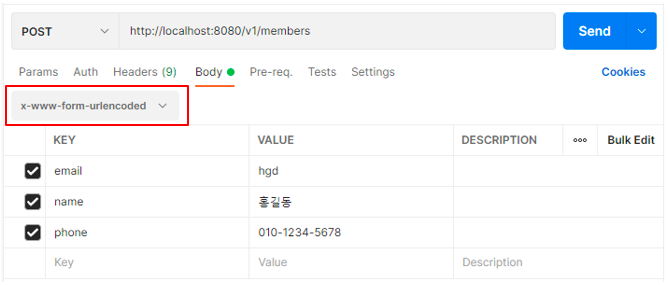 POST http://localhost:8080/v1/members Send
Params Auth Headers (9) Body Pre-req. Tests Settings Cookies
x-www-form-urlencoded
KEY VALUE DESCRIPTION ooo Bulk Edit
email hgd
name 홍길동
phone 010-1234-5678
Key Value Description